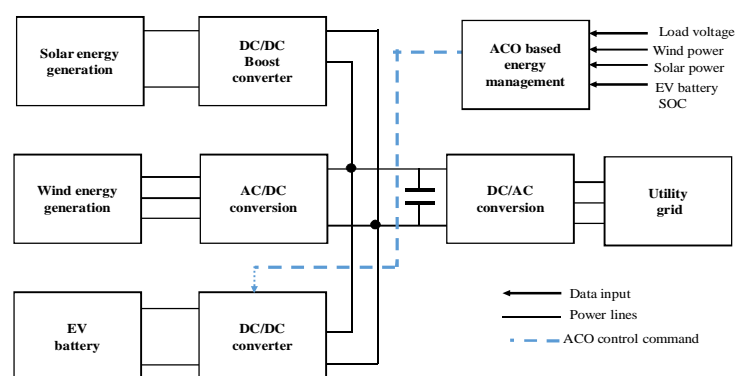 Solar energy
generation
DC/DC
Boost
converter
ACO based
energy
management
Load voltage
Wind power
Solar power
EV battery
SOC
Wind energy
generation
AC/DC
conversion
DC/AC
conversion
Utility
grid
EV
battery
DC/DC
converter
Data input
Power lines
ACO control command